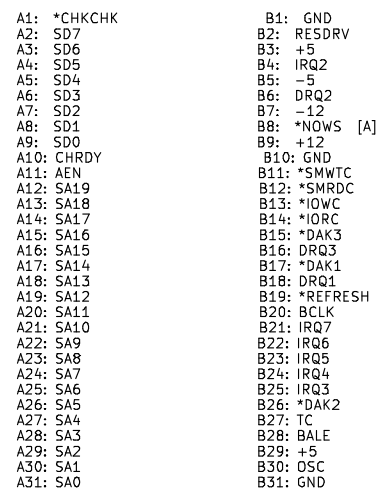 A1: *CHKCHK B1: GND
A2: SD7 B2: RESDRV
A3: SD6 B3: +5
A4: SD5 B4: IRQ2
A5: SD4 B5: -5
A6: SD3 B6: DRQ2
A7: SD2 B7: -12
A8: SD1 B8: *NOWS [A]
A9: SD0 B9: +12
A10: CHRDY B10: GND
A11: AEN B11: *SMWTC
A12: SA19 B12: *SMRDC
A13: SA18 B13: *IOWC
A14: SA17 B14: *IORC
A15: SA16 B15: *DAK3
A16: SA15 B16: DRQ3
A17: SA14 B17: *DAK1
A18: SA13 B18: DRQ1
A19: SA12 B19: *REFRESH
A20: SA11 B20: BCLK
A21: SA10 B21: IRQ7
A22: SA9 B22: IRQ6
A23: SA8 B23: IRQ5
A24: SA7 B24: IRQ4
A25: SA6 B25: IRQ3
A26: SA5 B26: *DAK2
A27: SA4 B27: TC
A28: SA3 B28: BALE
A29: SA2 B29: +5
A30: SA1 B30: OSC
A31: SA0 B31: GND